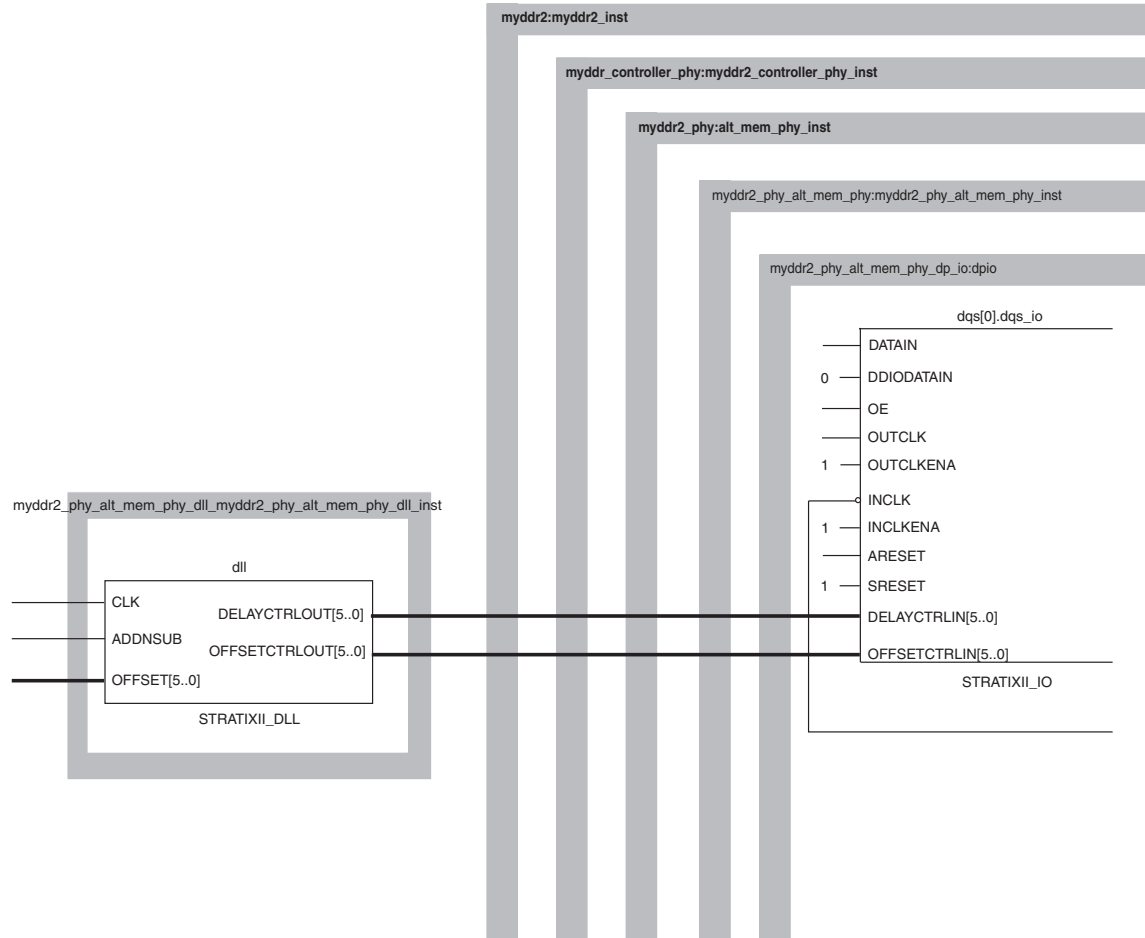 myddr2:myddr2_inst
myddr_controller_phy:myddr2_controller_phy_inst
myddr2_phy:alt_mem_phy_inst
myddr2_phy_alt_mem_phy:myddr2_phy_alt_mem_phy_inst
myddr2_phy_alt_mem_phy_dp_io:dpio
dqs[0].dqs_io
DATAIN
0 DDIODATAIN
OE
OUTCLK
1 OUTCLKENA
INCLK
1 INCLKENA
ARESET
1 SRESET
DELAYCTRLIN[5..0]
OFFSETCTRLIN[5..0]
STRATIXII_IO
myddr2_phy_alt_mem_phy_dll_myddr2_phy_alt_mem_phy_dll_inst
dll
CLK
DELAYCTRLOUT[5..0]
ADDNSUB
OFFSETCTRLOUT[5..0]
OFFSET[5..0]
STRATIXII_DLL